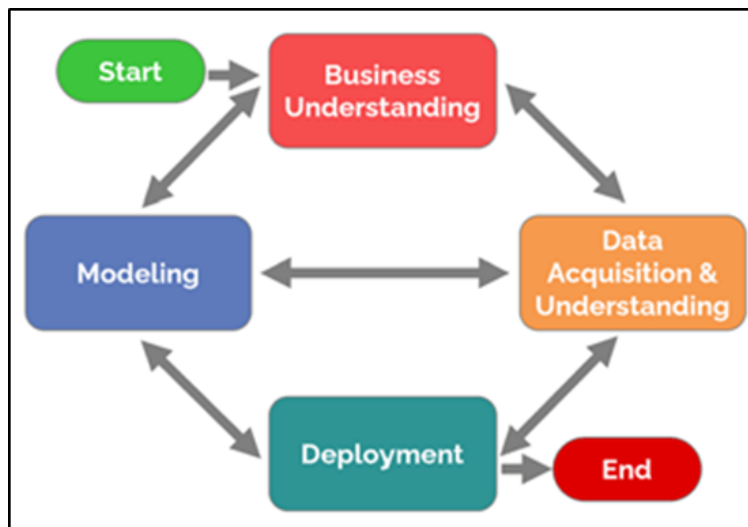 Start
Business
Understanding
Modeling
Data
Acquisition &
Understanding
Deployment
End